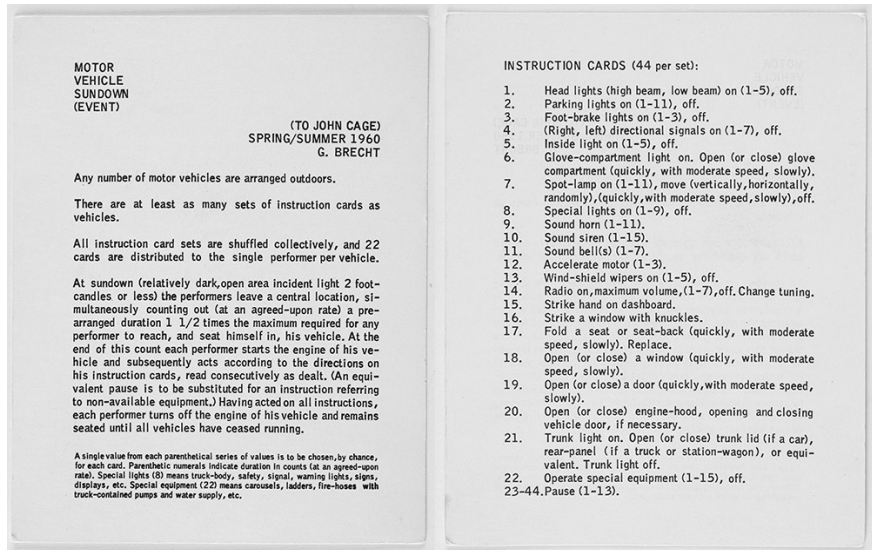 MOTOR
VEHICLE
SUNDOWN
(EVENT)
(TO JOHN CAGE)
SPRING/SUMMER 1960
G. BRECHT
Any number of motor vehicles are arranged outdoors.
There are at least as many sets of instruction cards as
vehicles.
All instruction card sets are shuffled collectively, and 22
cards are distributed to the single performer per vehicle.
At sundown (relatively dark,open area incident light 2 foot-
candles or less) the performers leave a central location, si-
multaneously counting out (at an agreed-upon rate) a pre-
arranged duration 1 1/2 times the maximum required for any
performer to reach, and seat himself in, his vehicle. At the
end of this count each performer starts the engine of his ve-
hicle and subsequently acts according to the directions on
his instruction cards, read consecutively as dealt. (An equi-
valent pause is to be substituted for an instruction referring
to non-available equipment.) Having acted on all instructions,
each performer turns off the engine of his vehicle and remains
seated until all vehicles have ceased running.
A single value from each parenthetical series of values is to be chosen, by chance,
for each card. Parenthetic numerals indicate duration in counts (at an agreed-upon
rate). Special lights (8) means truck-body, safety, signal, warning lights, signs,
displays, etc. Special equipment (22) means carousels, ladders, fire-hoses with
truck-contained pumps and water supply, etc.
INSTRUCTION CARDS (44 per set):
1. Head lights (high beam, low beam) on (1-5), off.
2. Parking lights on (1-11), off.
3. Foot-brake lights on (1-3), off.
4. (Right, left) directional signals on (1-7), off.
5. Inside light on (1-5), off.
6. Glove-compartment light on. Open (or close) glove
compartment (quickly, with moderate speed, slowly).
7. Spot-lamp on (1-11), move (vertically,horizontally,
randomly),(quickly,with moderate speed,slowly),off.
8. Special lights on (1-9), off.
9. Sound horn (1-11).
10. Sound siren (1-15).
11. Sound bell(s) (1-7).
12. Accelerate motor (1-3).
13. Wind-shield wipers on (1-5), off.
14. Radio on,maximum volume,(1-7),off. Change tuning.
15. Strike hand on dashboard.
16. Strike a window with knuckles.
17. Fold a seat or seat-back (quickly, with moderate
speed, slowly). Replace.
18. Open (or close) a window (quickly, with moderate
speed, slowly).
19. Open (or close) a door (quickly,with moderate speed,
slowly).
20. Open (or close) engine-hood, opening and closing
vehicle door, if necessary.
21. Trunk light on. Open (or close) trunk lid (if a car),
rear-panel (if a truck or station-wagon), or equi-
valent. Trunk light off.
22. Operate special equipment (1-15), off.
23-44.Pause (1-13).